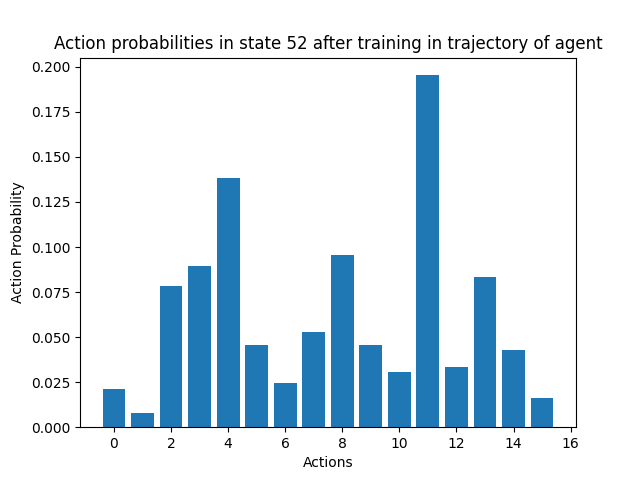 Action probabilities in state 52 after training in trajectory of agent
0.200
0.175
0.150
0.125
0.100
0.075
0.050
0.025
0.000
Action Probability
0 2 4 6 8 10 12 14 16
Actions